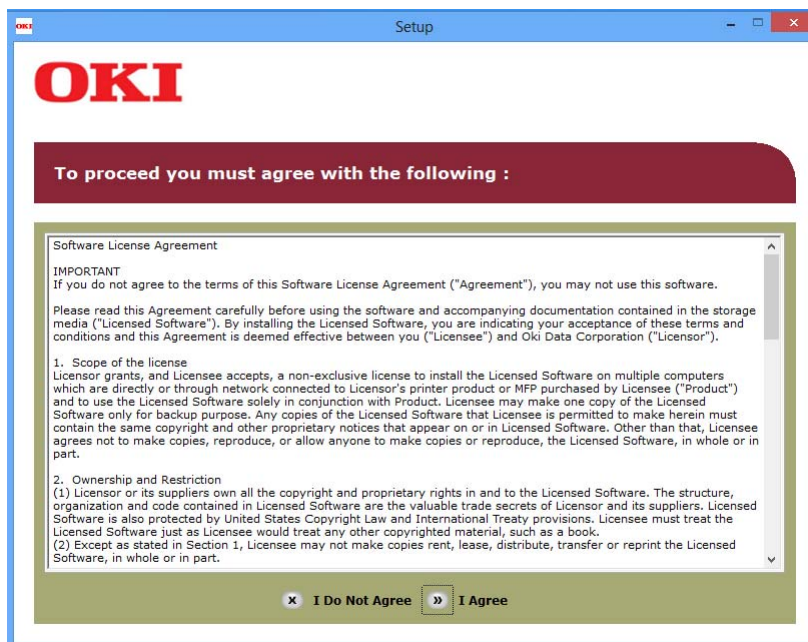 OKI
Setup
OKI
To proceed you must agree with the following :
Software License Agreement
IMPORTANT
If you do not agree to the terms of this Software License Agreement ("Agreement"), you may not use this software.
Please read this Agreement carefully before using the software and accompanying documentation contained in the storage
media ("Licensed Software"). By installing the Licensed Software, you are indicating your acceptance of these terms and
conditions and this Agreement is deemed effective between you ("Licensee") and Oki Data Corporation ("Licensor").
1. Scope of the license
Licensor grants, and Licensee accepts, a non-exclusive license to install the Licensed Software on multiple computers
which are directly or through network connected to Licensor's printer product or MFP purchased by Licensee ("Product")
and to use the Licensed Software solely in conjunction with Product. Licensee may make one copy of the Licensed
Software only for backup purpose. Any copies of the Licensed Software that Licensee is permitted to make herein must
contain the same copyright and other proprietary notices that appear on or in Licensed Software. Other than that, Licensee
agrees not to make copies, reproduce, or allow anyone to make copies or reproduce, the Licensed Software, in whole or in
part.
2. Ownership and Restriction
(1) Licensor or its suppliers own all the copyright and proprietary rights in and to the Licensed Software. The structure,
organization and code contained in Licensed Software are the valuable trade secrets of Licensor and its suppliers. Licensed
Software is also protected by United States Copyright Law and International Treaty provisions. Licensee must treat the
Licensed Software just as Licensee would treat any other copyrighted material, such as a book.
(2) Except as stated in Section 1, Licensee may not make copies rent, lease, distribute, transfer or reprint the Licensed
Software, in whole or in part.
I Do Not Agree I Agree